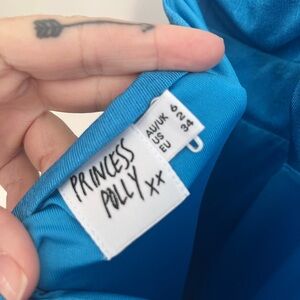 PRINCESS
POLLY xx
AU/UK 6
US 2
EU 34